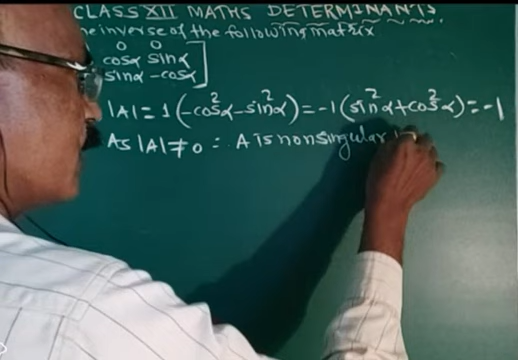 CLASS XII MATHS DETERMINANTS
inverse of the following matrix
0 0
cosα sinα
sinα -cosα
|A| = 1 (-cos²α - sin²α) = -1 (sin²α + cos²α) = -1
As |A| ≠ 0 = A is nonsingular